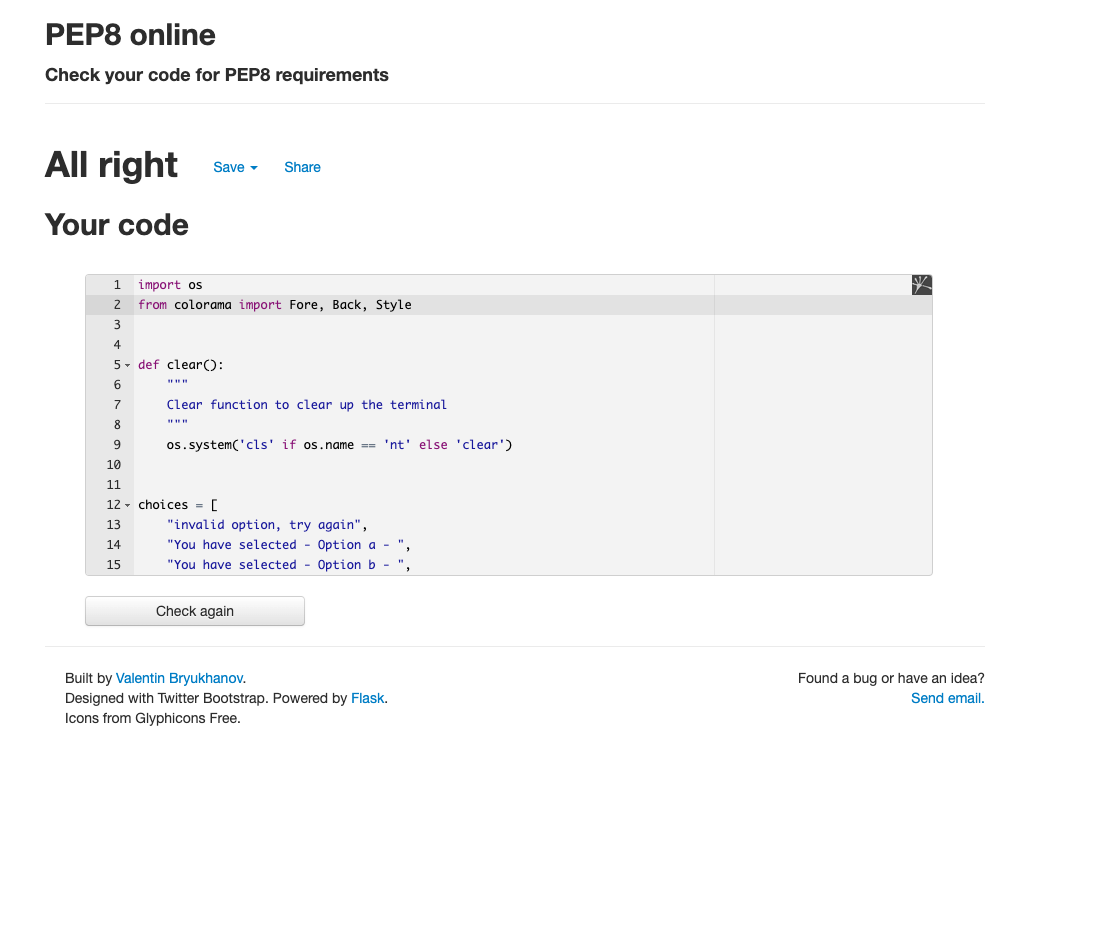 PEP8 online
Check your code for PEP8 requirements
All right Save Share
Your code
1 import os
2 from colorama import Fore, Back, Style
3
4
5 def clear():
6 """
7 Clear function to clear up the terminal
8 """
9 os.system('cls' if os.name == 'nt' else 'clear')
10
11
12 choices = [
13 "invalid option, try again",
14 "You have selected - Option a - ",
15 "You have selected - Option b - ",
Check again
Built by Valentin Bryukhanov.
Designed with Twitter Bootstrap. Powered by Flask.
Icons from Glyphicons Free.
Found a bug or have an idea?
Send email.